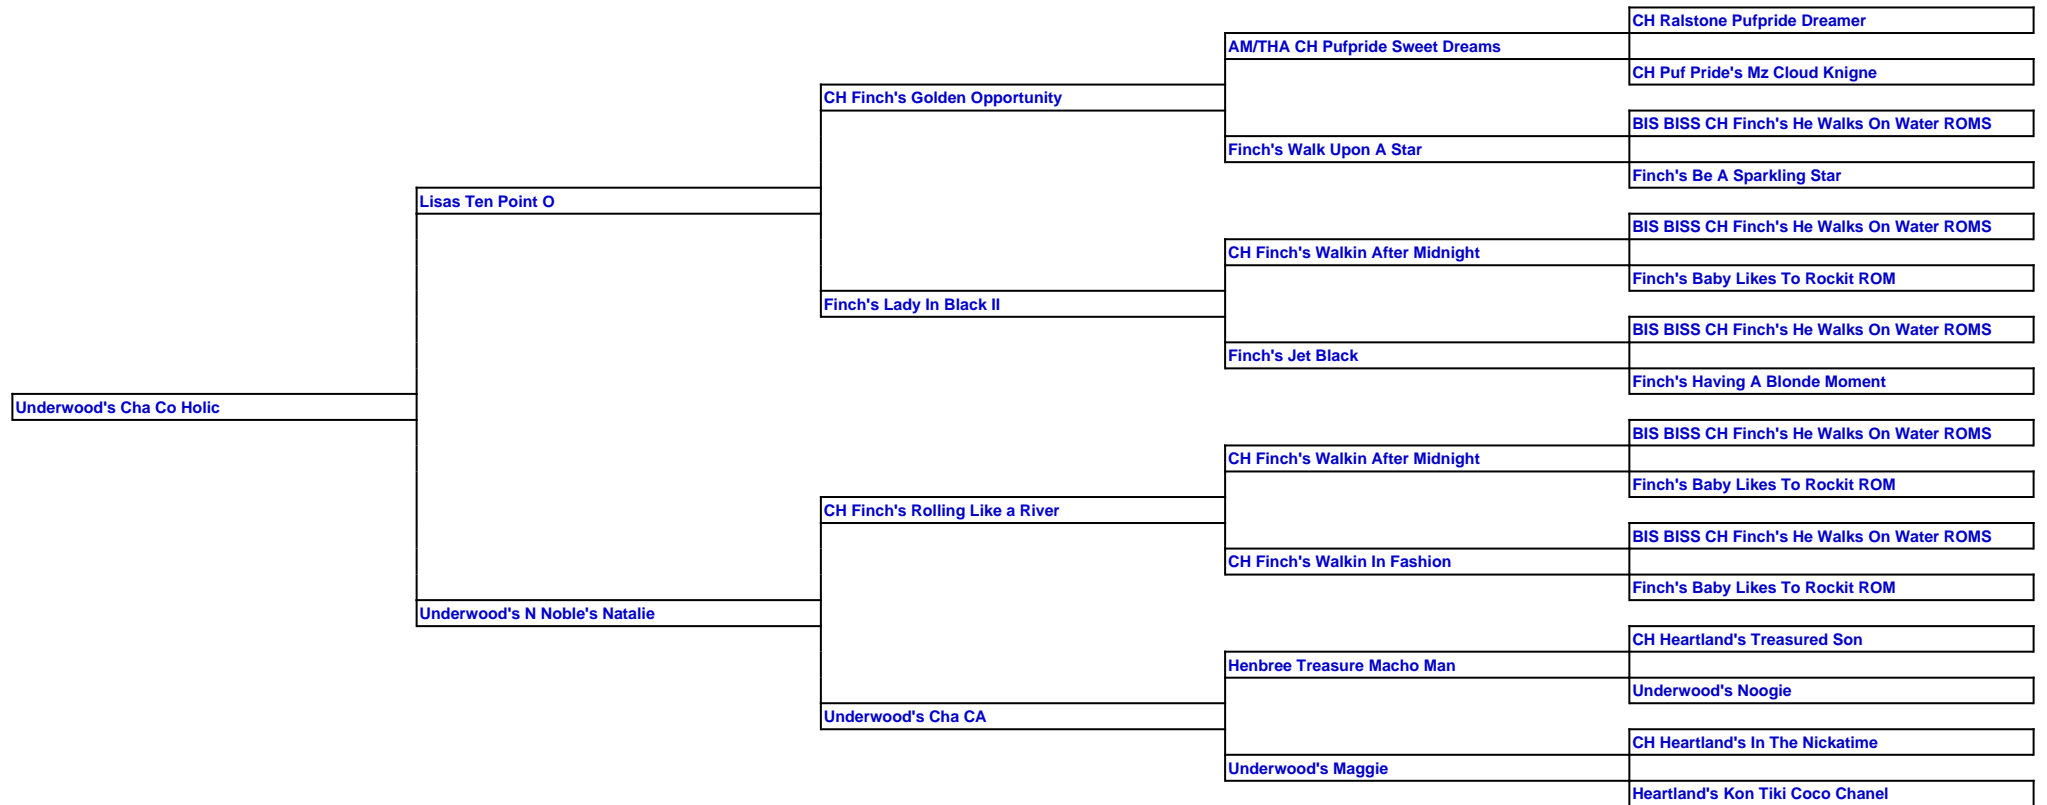 CH Ralstone Pufpride Dreamer
AM/THA CH Pufpride Sweet Dreams
CH Puf Pride's Mz Cloud Knigne
CH Finch's Golden Opportunity
BIS BISS CH Finch's He Walks On Water ROMS
Finch's Walk Upon A Star
Finch's Be A Sparkling Star
Lisas Ten Point O
BIS BISS CH Finch's He Walks On Water ROMS
CH Finch's Walkin After Midnight
Finch's Baby Likes To Rockit ROM
Finch's Lady In Black II
BIS BISS CH Finch's He Walks On Water ROMS
Finch's Jet Black
Finch's Having A Blonde Moment
Underwood's Cha Co Holic
BIS BISS CH Finch's He Walks On Water ROMS
CH Finch's Walkin After Midnight
Finch's Baby Likes To Rockit ROM
CH Finch's Rolling Like a River
BIS BISS CH Finch's He Walks On Water ROMS
CH Finch's Walkin In Fashion
Finch's Baby Likes To Rockit ROM
Underwood's N Noble's Natalie
CH Heartland's Treasured Son
Henbree Treasure Macho Man
Underwood's Noogie
Underwood's Cha CA
CH Heartland's In The Nickatime
Underwood's Maggie
Heartland's Kon Tiki Coco Chanel